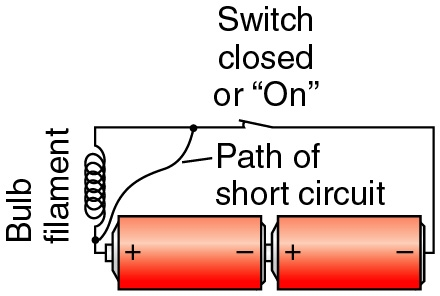 Switch
closed
or “On”
Bulb
filament
Path of
short circuit
+ − + −